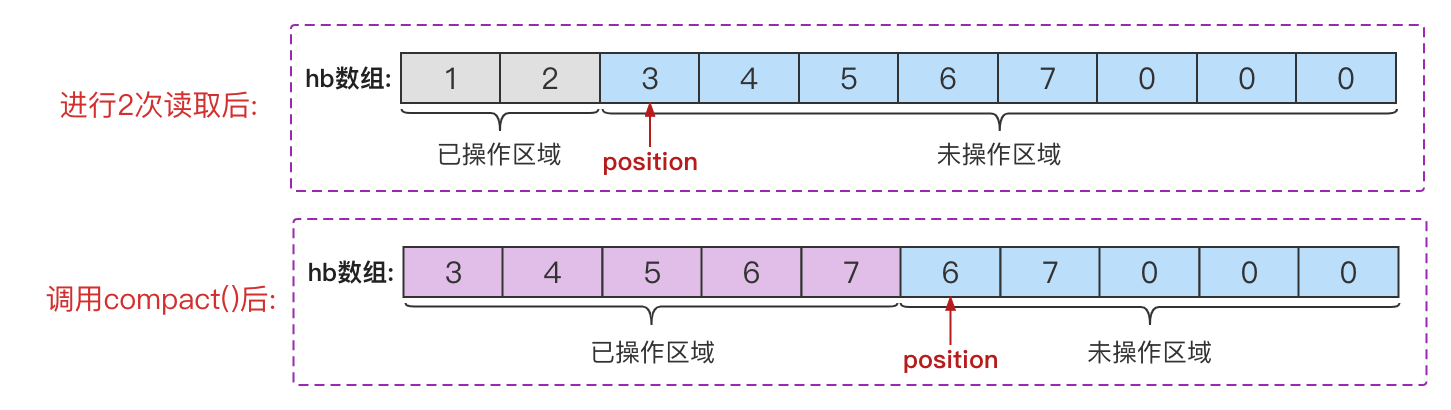 进行2次读取后:
hb数组: 1 2 3 4 5 6 7 0 0 0
已操作区域 position 未操作区域
调用compact()后:
hb数组: 3 4 5 6 7 6 7 0 0 0
已操作区域 position 未操作区域